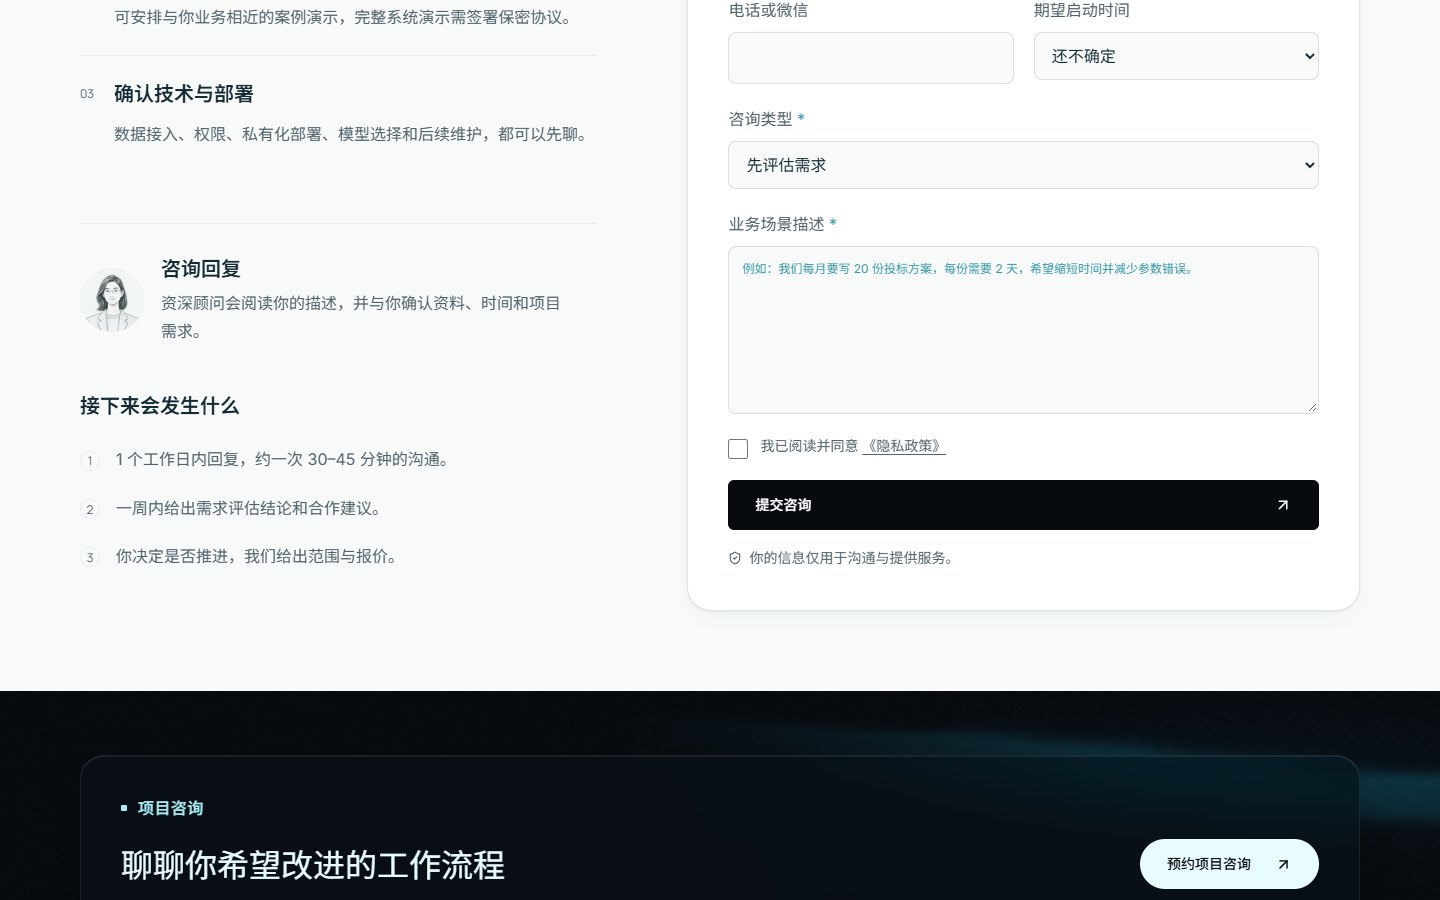 可安排与你业务相近的案例演示，完整系统演示需签署保密协议。
03 确认技术与部署
数据接入、权限、私有化部署、模型选择和后续维护，都可以先聊。
咨询回复
资深顾问会阅读你的描述，并与你确认资料、时间和项目
需求。
接下来会发生什么
1 1 个工作日内回复，约一次 30–45 分钟的沟通。
2 一周内给出需求评估结论和合作建议。
3 你决定是否推进，我们给出范围与报价。
电话或微信
期望启动时间
还不确定
咨询类型 *
先评估需求
业务场景描述 *
例如：我们每月要写 20 份投标方案，每份需要 2 天，希望缩短时间并减少参数错误。
我已阅读并同意 《隐私政策》
提交咨询
你的信息仅用于沟通与提供服务。
项目咨询
聊聊你希望改进的工作流程
预约项目咨询